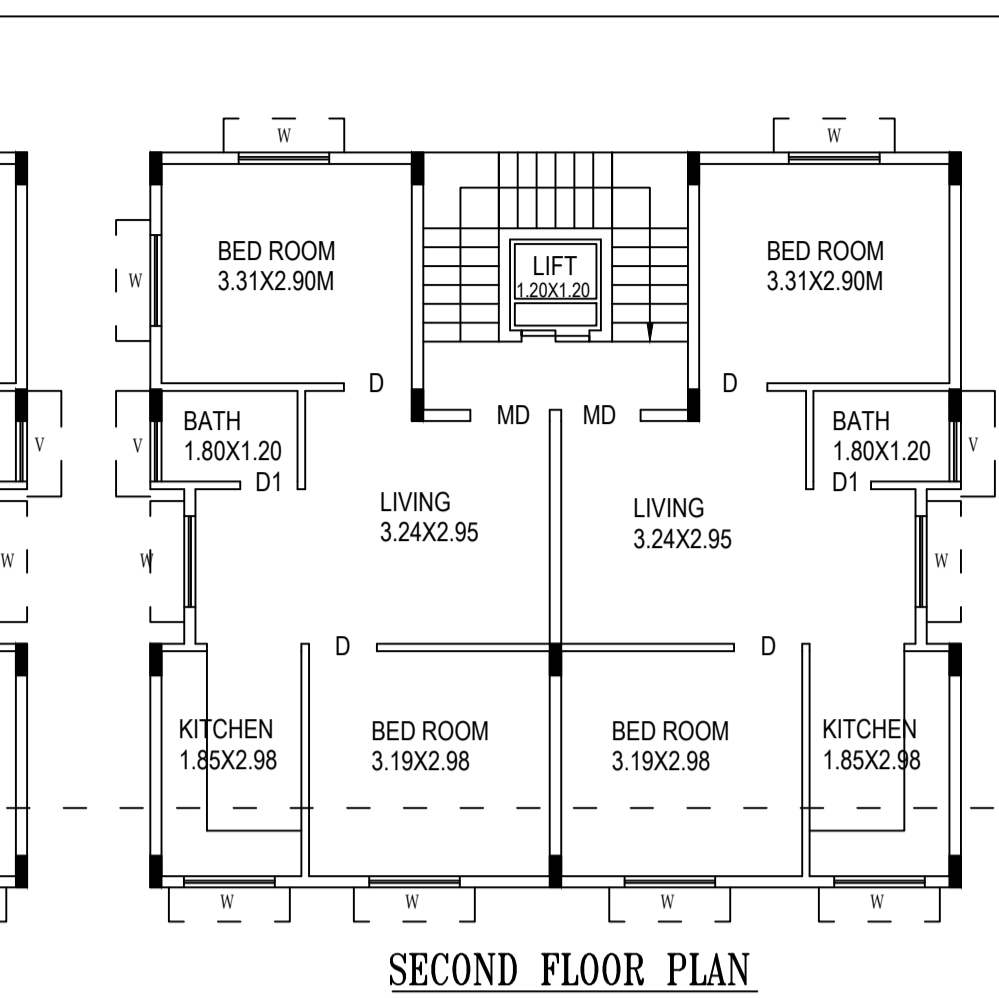 W
W
W
BED ROOM
3.31X2.90M
LIFT
1.20X1.20
BED ROOM
3.31X2.90M
D
D
MD
MD
V
V
BATH
1.80X1.20
D1
BATH
1.80X1.20
D1
V
LIVING
3.24X2.95
LIVING
3.24X2.95
W
W
W
D
D
KITCHEN
1.85X2.98
BED ROOM
3.19X2.98
BED ROOM
3.19X2.98
KITCHEN
1.85X2.98
W
W
W
W
SECOND FLOOR PLAN